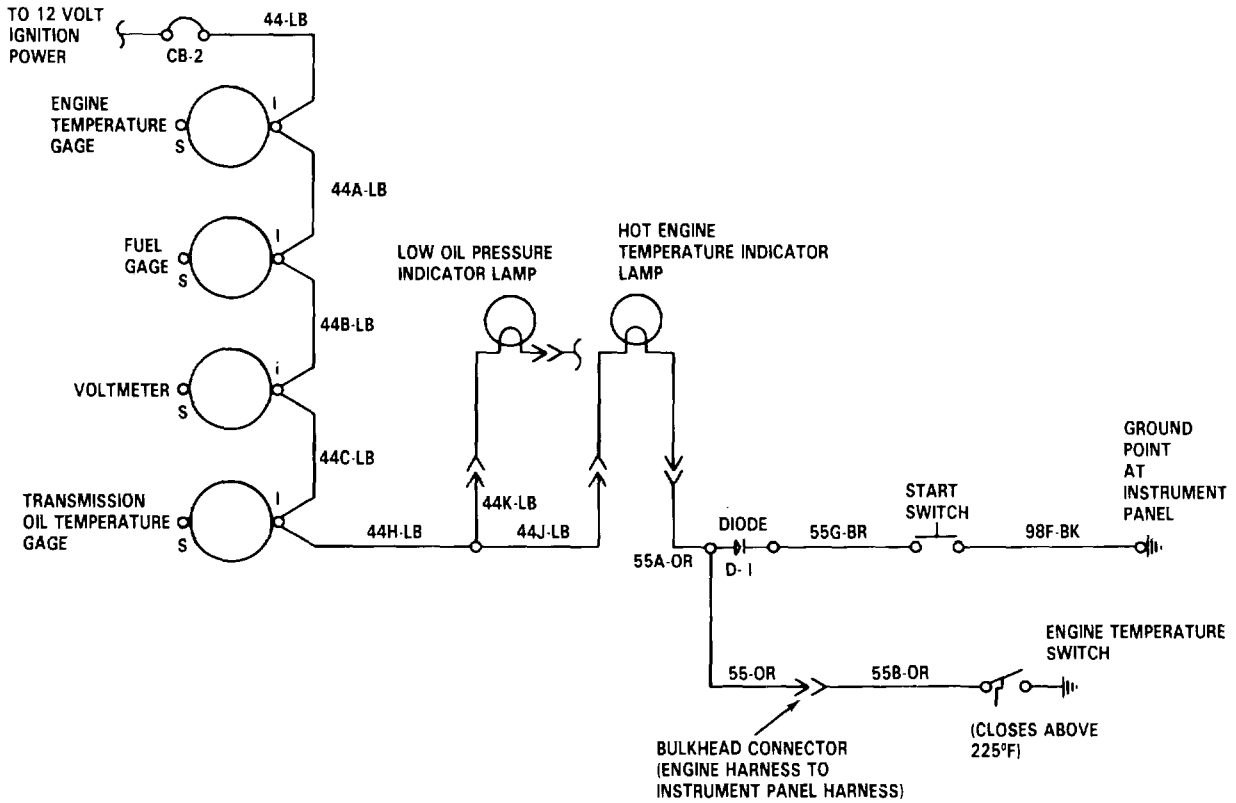 TO 12 VOLT
IGNITION
POWER
CB-2
44-LB
ENGINE
TEMPERATURE
GAGE
S
I
44A-LB
FUEL
GAGE
S
I
44B-LB
VOLTMETER
S
i
44C-LB
TRANSMISSION
OIL TEMPERATURE
GAGE
S
I
44H-LB
LOW OIL PRESSURE
INDICATOR LAMP
44K-LB
44J-LB
HOT ENGINE
TEMPERATURE INDICATOR
LAMP
55A-OR
DIODE
D-1
55G-BR
START
SWITCH
98F-BK
GROUND
POINT
AT
INSTRUMENT
PANEL
55-OR
55B-OR
ENGINE TEMPERATURE
SWITCH
(CLOSES ABOVE
225ºF)
BULKHEAD CONNECTOR
(ENGINE HARNESS TO
INSTRUMENT PANEL HARNESS)